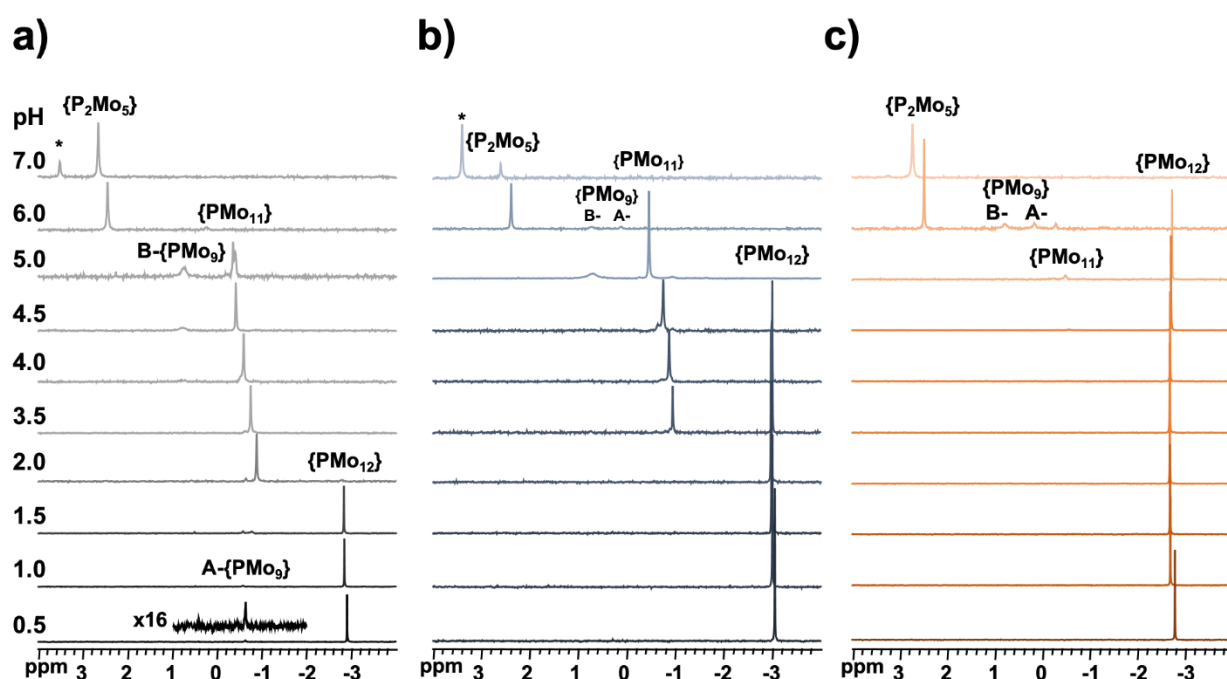 a)
b)
c)
pH
{P₂Mo₅}
*
7.0
6.0
{PMo₁₁}
5.0
B-{PMo₉}
4.5
4.0
3.5
2.0
{PMo₁₂}
1.5
1.0
A-{PMo₉}
0.5
x16
ppm 3 2 1 0 -1 -2 -3
*
{P₂Mo₅}
{PMo₁₁}
{PMo₉}
B- A-
{PMo₁₂}
ppm 3 2 1 0 -1 -2 -3
{P₂Mo₅}
{PMo₁₂}
{PMo₉}
B- A-
{PMo₁₁}
ppm 3 2 1 0 -1 -2 -3